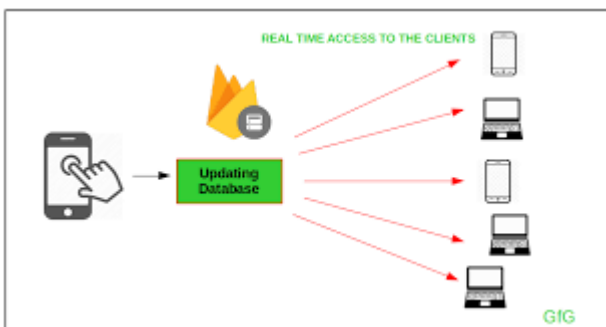 REAL TIME ACCESS TO THE CLIENTS
Updating
Database
GfG